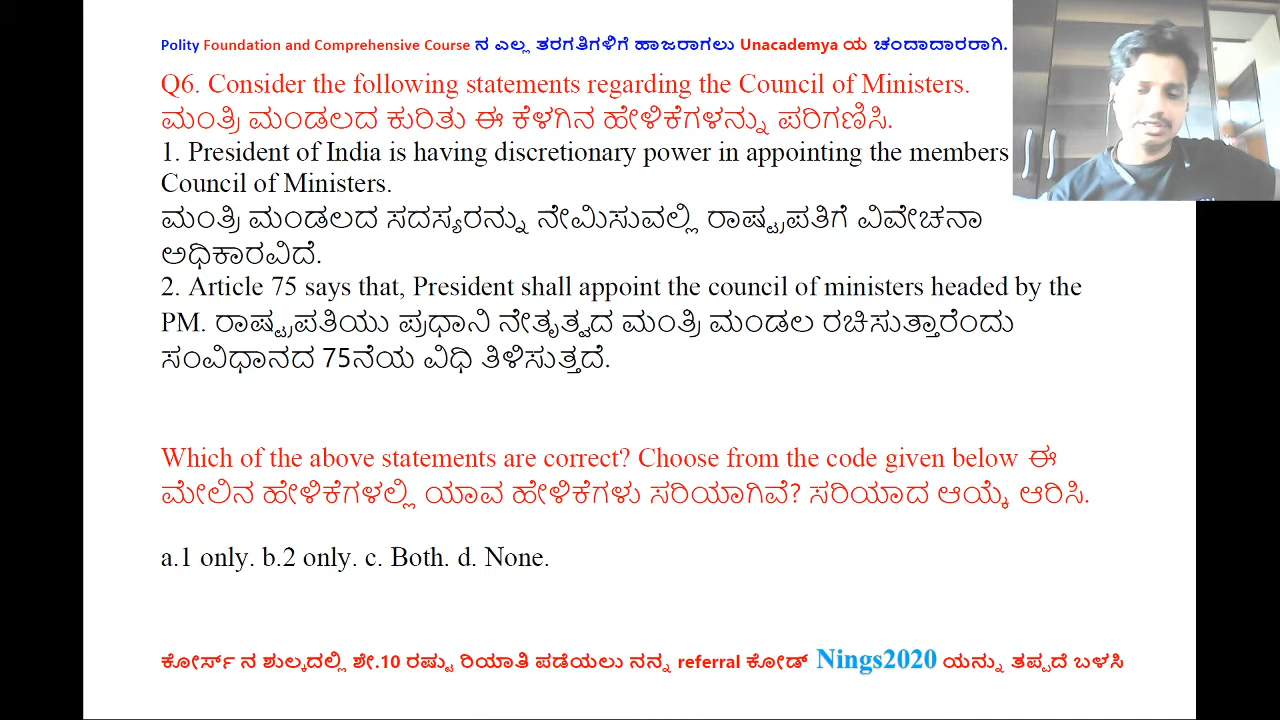 Polity Foundation and Comprehensive Course ನ ಎಲ್ಲ ತರಗತಿಗಳಿಗೆ ಹಾಜರಾಗಲು Unacademya ಯ ಚಂದಾದಾರರಾಗಿ.
Q6. Consider the following statements regarding the Council of Ministers.
ಮಂತ್ರಿ ಮಂಡಲದ ಕುರಿತು ಈ ಕೆಳಗಿನ ಹೇಳಿಕೆಗಳನ್ನು ಪರಿಗಣಿಸಿ.
1. President of India is having discretionary power in appointing the members
Council of Ministers.
ಮಂತ್ರಿ ಮಂಡಲದ ಸದಸ್ಯರನ್ನು ನೇಮಿಸುವಲ್ಲಿ ರಾಷ್ಟ್ರಪತಿಗೆ ವಿವೇಚನಾ
ಅಧಿಕಾರವಿದೆ.
2. Article 75 says that, President shall appoint the council of ministers headed by the
PM. ರಾಷ್ಟ್ರಪತಿಯು ಪ್ರಧಾನಿ ನೇತೃತ್ವದ ಮಂತ್ರಿ ಮಂಡಲ ರಚಿಸುತ್ತಾರೆಂದು
ಸಂವಿಧಾನದ 75ನೆಯ ವಿಧಿ ತಿಳಿಸುತ್ತದೆ.
Which of the above statements are correct? Choose from the code given below ಈ
ಮೇಲಿನ ಹೇಳಿಕೆಗಳಲ್ಲಿ ಯಾವ ಹೇಳಿಕೆಗಳು ಸರಿಯಾಗಿವೆ? ಸರಿಯಾದ ಆಯ್ಕೆ ಆರಿಸಿ.
a.1 only. b.2 only. c. Both. d. None.
ಕೋರ್ಸ್ ನ ಶುಲ್ಕದಲ್ಲಿ ಶೇ.10 ರಷ್ಟು ರಿಯಾತಿ ಪಡೆಯಲು ನನ್ನ referral ಕೋಡ್ Nings2020 ಯನ್ನು ತಪ್ಪದೆ ಬಳಸಿ